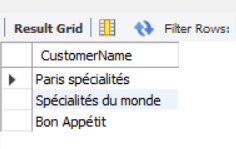 Result Grid Filter Rows:
CustomerName
Paris spécialités
Spécialités du monde
Bon Appétit